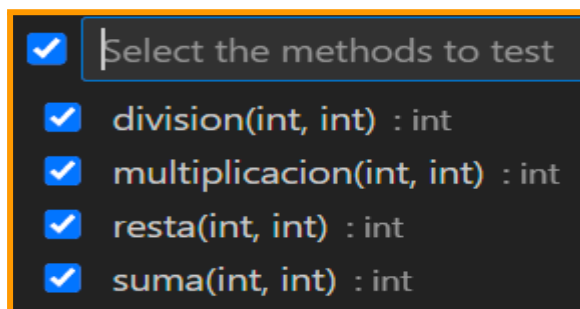 Select the methods to test
division(int, int) : int
multiplicacion(int, int) : int
resta(int, int) : int
suma(int, int) : int